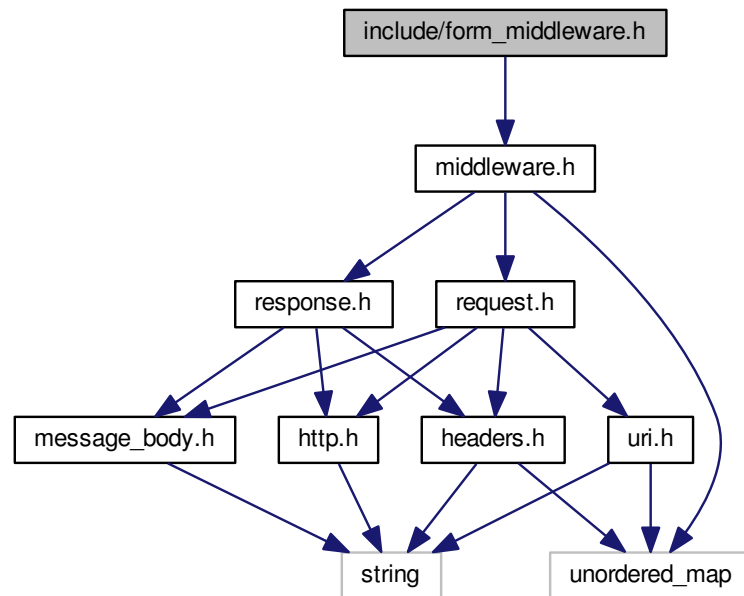 include/form_middleware.h
middleware.h
response.h
request.h
message_body.h
http.h
headers.h
uri.h
string
unordered_map